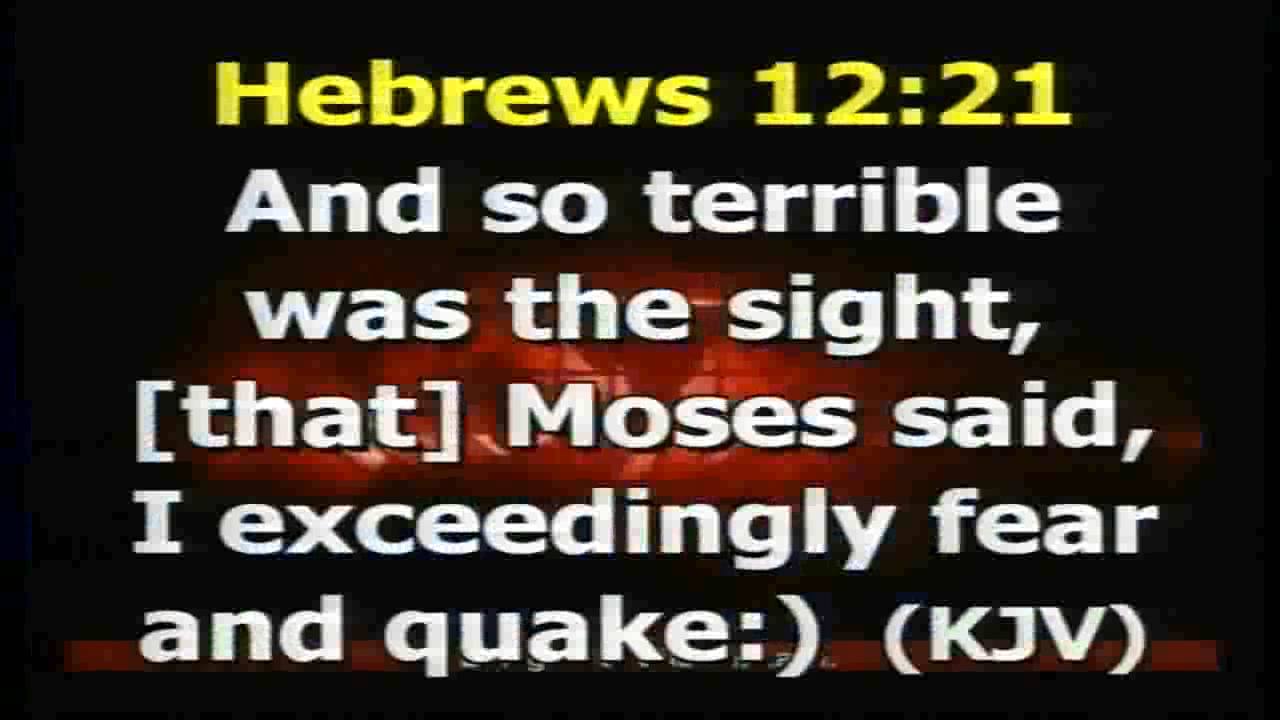 Hebrews 12:21
And so terrible
was the sight,
[that] Moses said,
I exceedingly fear
and quake:) (KJV)